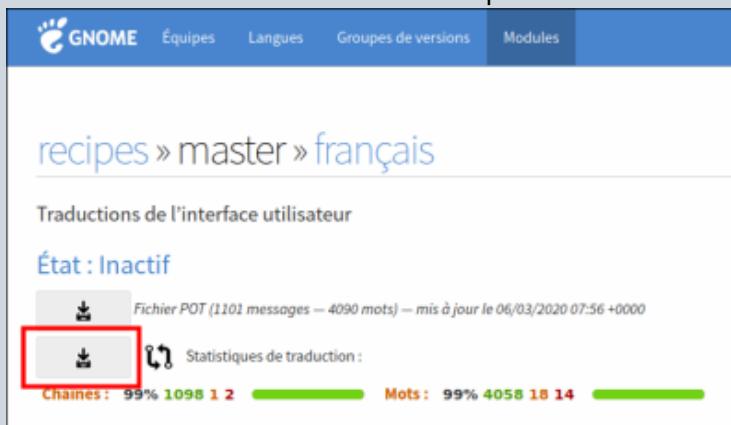 GNOME Équipes Langues Groupes de versions Modules
recipes » master » français
Traductions de l'interface utilisateur
État : Inactif
Fichier POT (1101 messages — 4090 mots) — mis à jour le 06/03/2020 07:56 +0000
Statistiques de traduction :
Chaînes : 99% 1098 1 2 Mots : 99% 4058 18 14